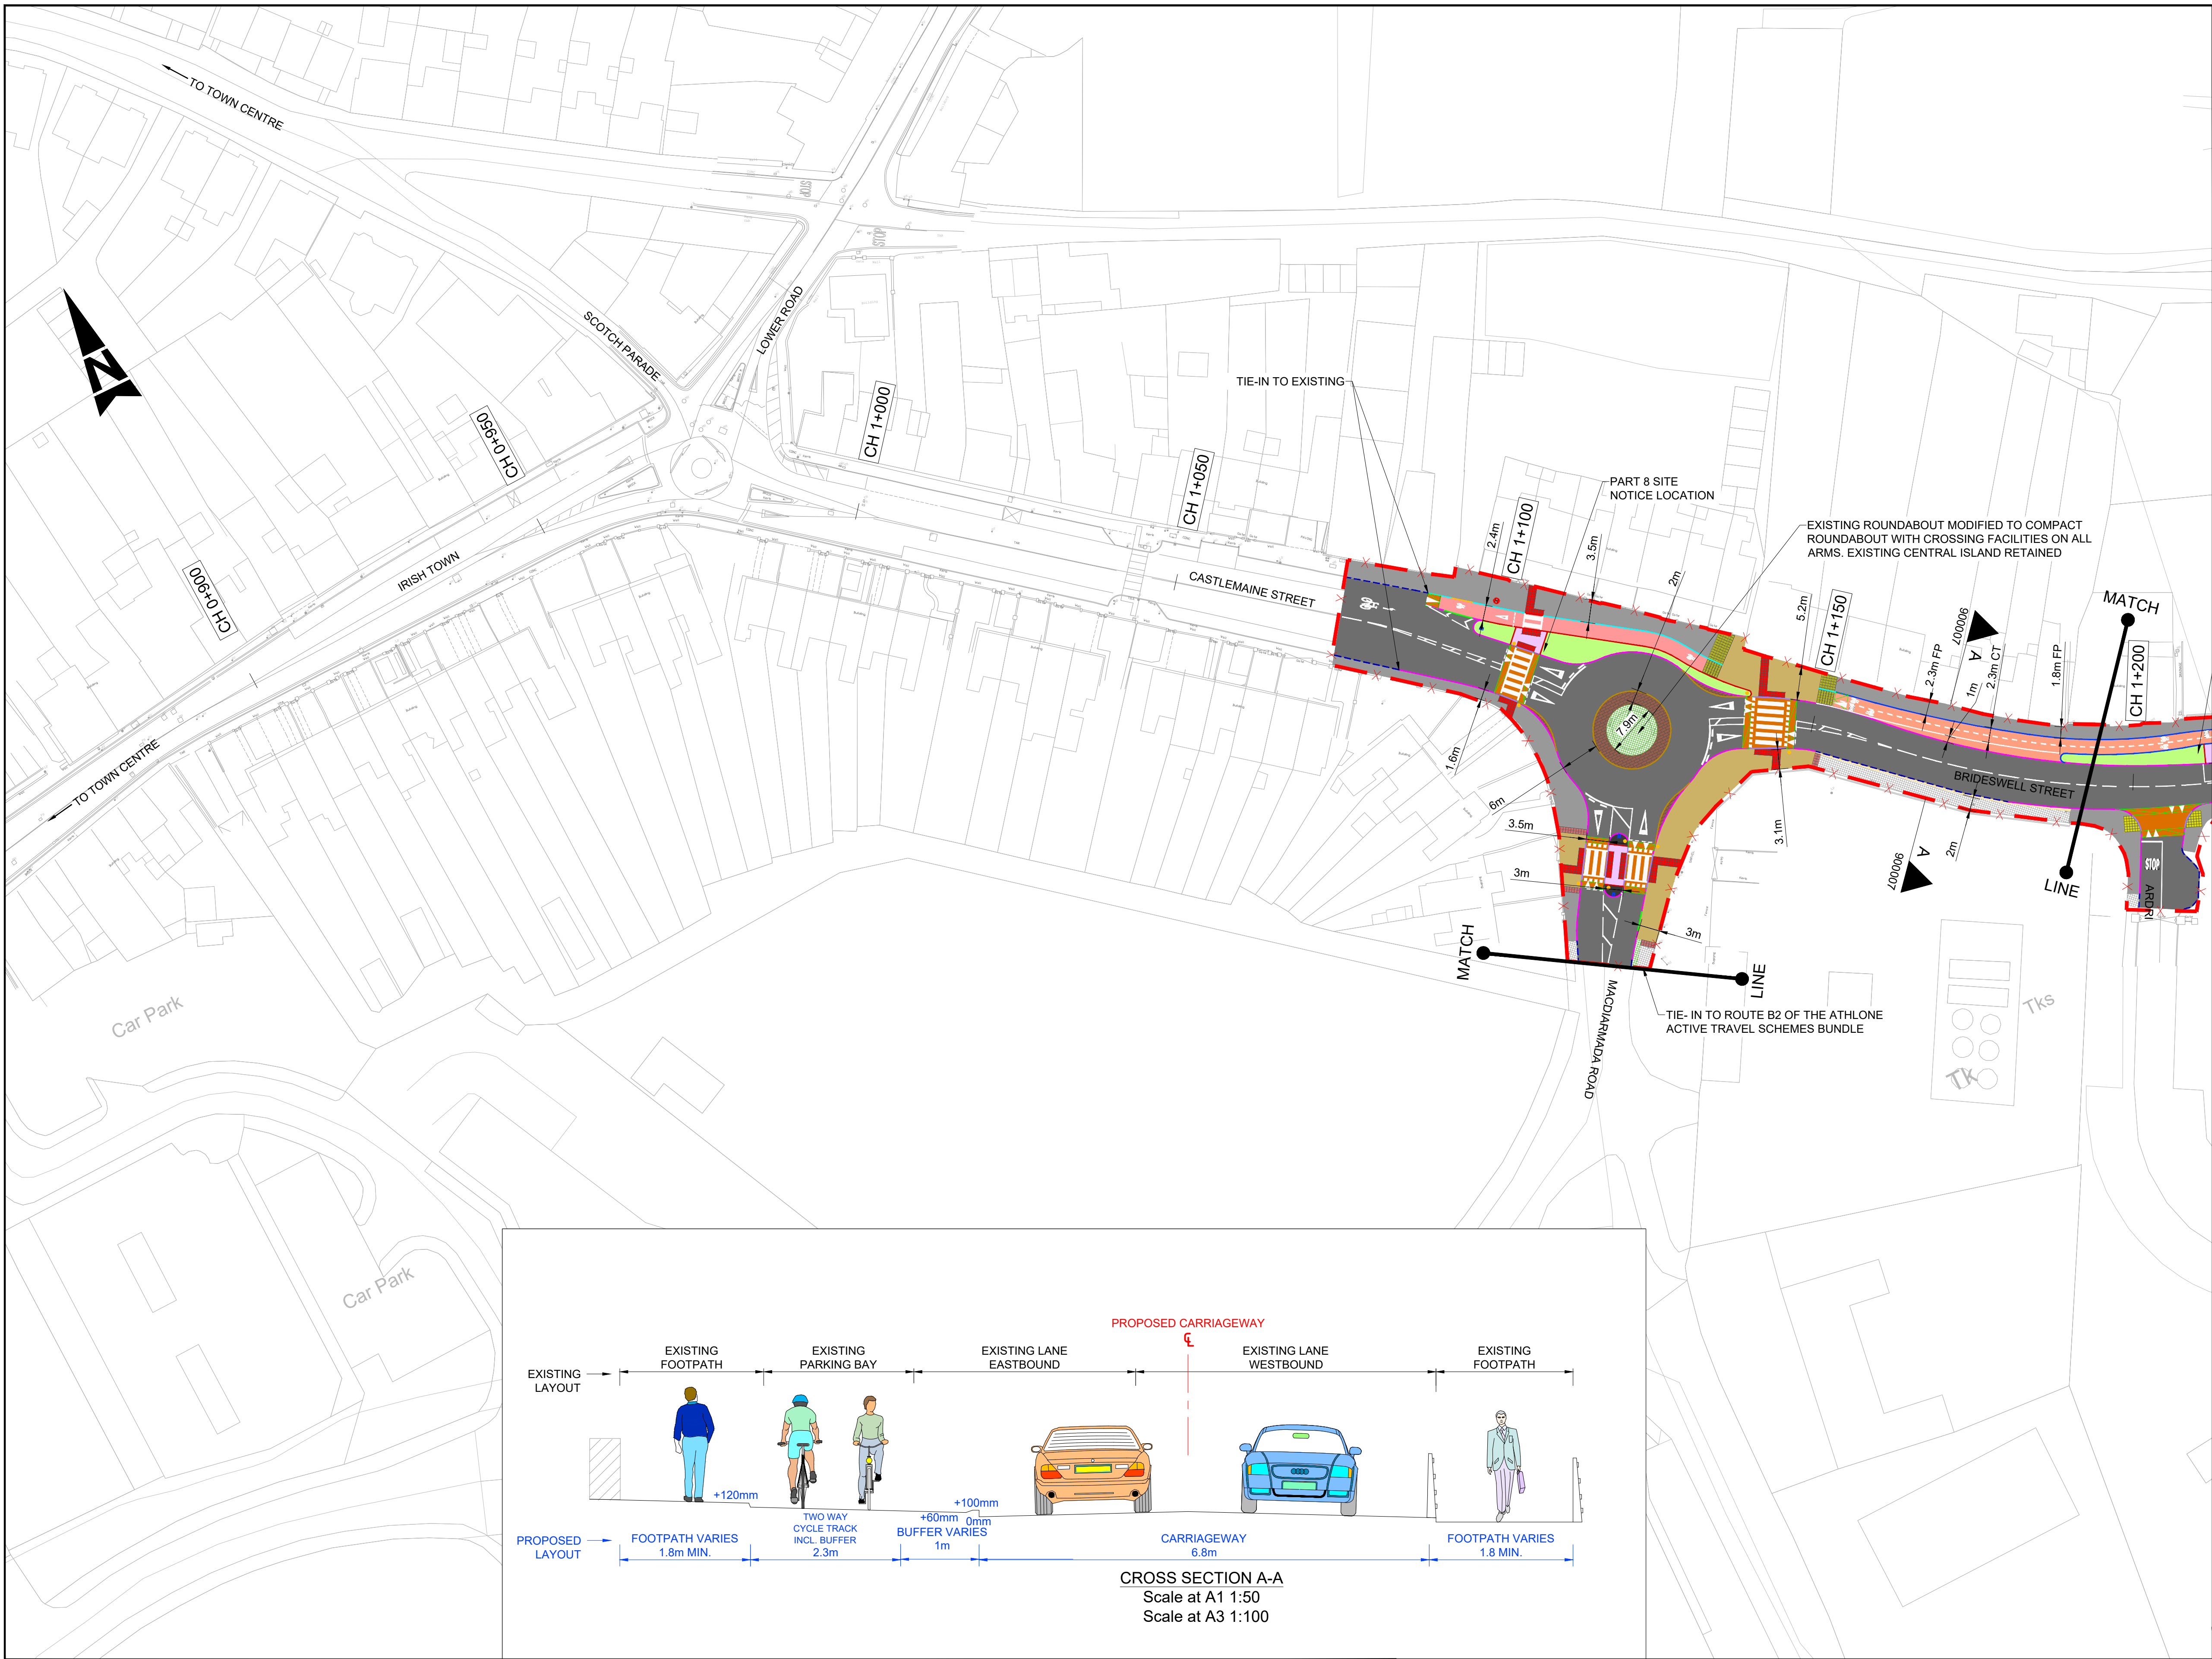 TO TOWN CENTRE
STOP
STOP
SCOTCH PARADE
LOWER ROAD
N
CH 0+950
CH 1+000
CH 1+050
TIE-IN TO EXISTING
PART 8 SITE
NOTICE LOCATION
2.4m
CH 1+100
3.5m
2m
EXISTING ROUNDABOUT MODIFIED TO COMPACT
ROUNDABOUT WITH CROSSING FACILITIES ON ALL
ARMS. EXISTING CENTRAL ISLAND RETAINED
CH 0+900
IRISH TOWN
CASTLEMAINE STREET
5.2m
CH 1+150
900007
A
2.3m FP
1m
2.3m CT
1.8m FP
MATCH
CH 1+200
7.9m
1.6m
6m
TO TOWN CENTRE
BRIDESWELL STREET
3.5m
3.1m
2m
A
900007
LINE
STOP
ARDRI
3m
3m
MATCH
LINE
MACDIARMADA ROAD
TIE- IN TO ROUTE B2 OF THE ATHLONE
ACTIVE TRAVEL SCHEMES BUNDLE
Car Park
Tks
Tk
Car Park
PROPOSED CARRIAGEWAY
EXISTING
LAYOUT
EXISTING
FOOTPATH
EXISTING
PARKING BAY
EXISTING LANE
EASTBOUND
EXISTING LANE
WESTBOUND
EXISTING
FOOTPATH
+120mm
+100mm
+60mm
0mm
PROPOSED
LAYOUT
FOOTPATH VARIES
1.8m MIN.
TWO WAY
CYCLE TRACK
INCL. BUFFER
2.3m
BUFFER VARIES
1m
CARRIAGEWAY
6.8m
FOOTPATH VARIES
1.8 MIN.
CROSS SECTION A-A
Scale at A1 1:50
Scale at A3 1:100